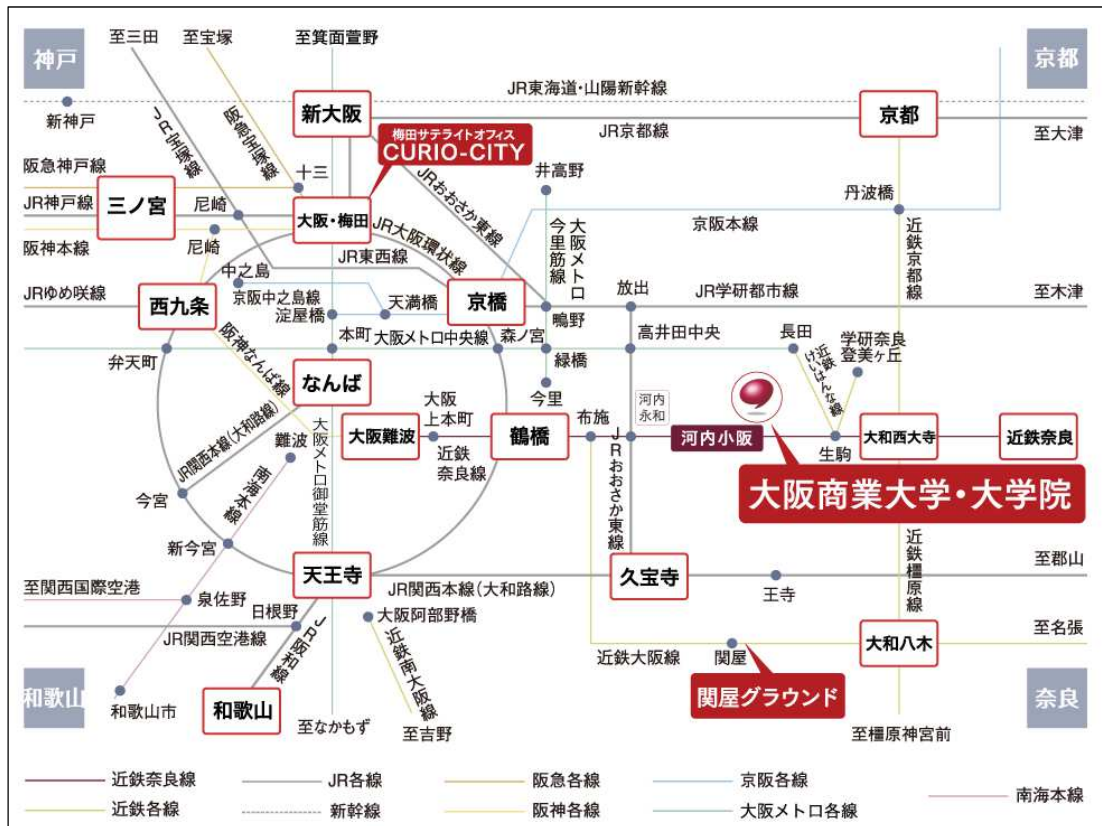 神戸
至三田
至宝塚
至箕面萱野
京都
JR東海道・山陽新幹線
新神戸
新大阪
京都
JR京都線
至大津
JR宝塚線
阪急宝塚線
梅田サテライトオフィス
CURIO-CITY
阪急神戸線
十三
JRおおさか東線
井高野
丹波橋
三ノ宮
JR神戸線
尼崎
大阪・梅田
JR大阪環状線
大阪メトロ
今里筋線
京阪本線
近鉄京都線
阪神本線
尼崎
JR東西線
中之島
JRゆめ咲線
西九条
京阪中之島線
天満橋
京橋
放出
JR学研都市線
至木津
淀屋橋
鴫野
弁天町
阪神なんば線
本町
大阪メトロ中央線
森ノ宮
緑橋
高井田中央
長田
学研奈良
登美ヶ丘
近鉄
けいはんな線
なんば
今里
河内
永和
JR関西本線(大和路線)
大阪メトロ御堂筋線
大阪難波
大阪
上本町
近鉄
奈良線
鶴橋
布施
河内小阪
生駒
大和西大寺
近鉄奈良
難波
南海本線
今宮
JRおおさか東線
大阪商業大学・大学院
新今宮
近鉄橿原線
天王寺
JR関西本線(大和路線)
久宝寺
王寺
至郡山
至関西国際空港
泉佐野
日根野
大阪阿部野橋
JR関西空港線
JR阪和線
近鉄南大阪線
近鉄大阪線
関屋
大和八木
至名張
和歌山
和歌山市
和歌山
関屋グラウンド
奈良
至なかもず
至吉野
至橿原神宮前
近鉄奈良線
JR各線
阪急各線
京阪各線
南海本線
近鉄各線
新幹線
阪神各線
大阪メトロ各線